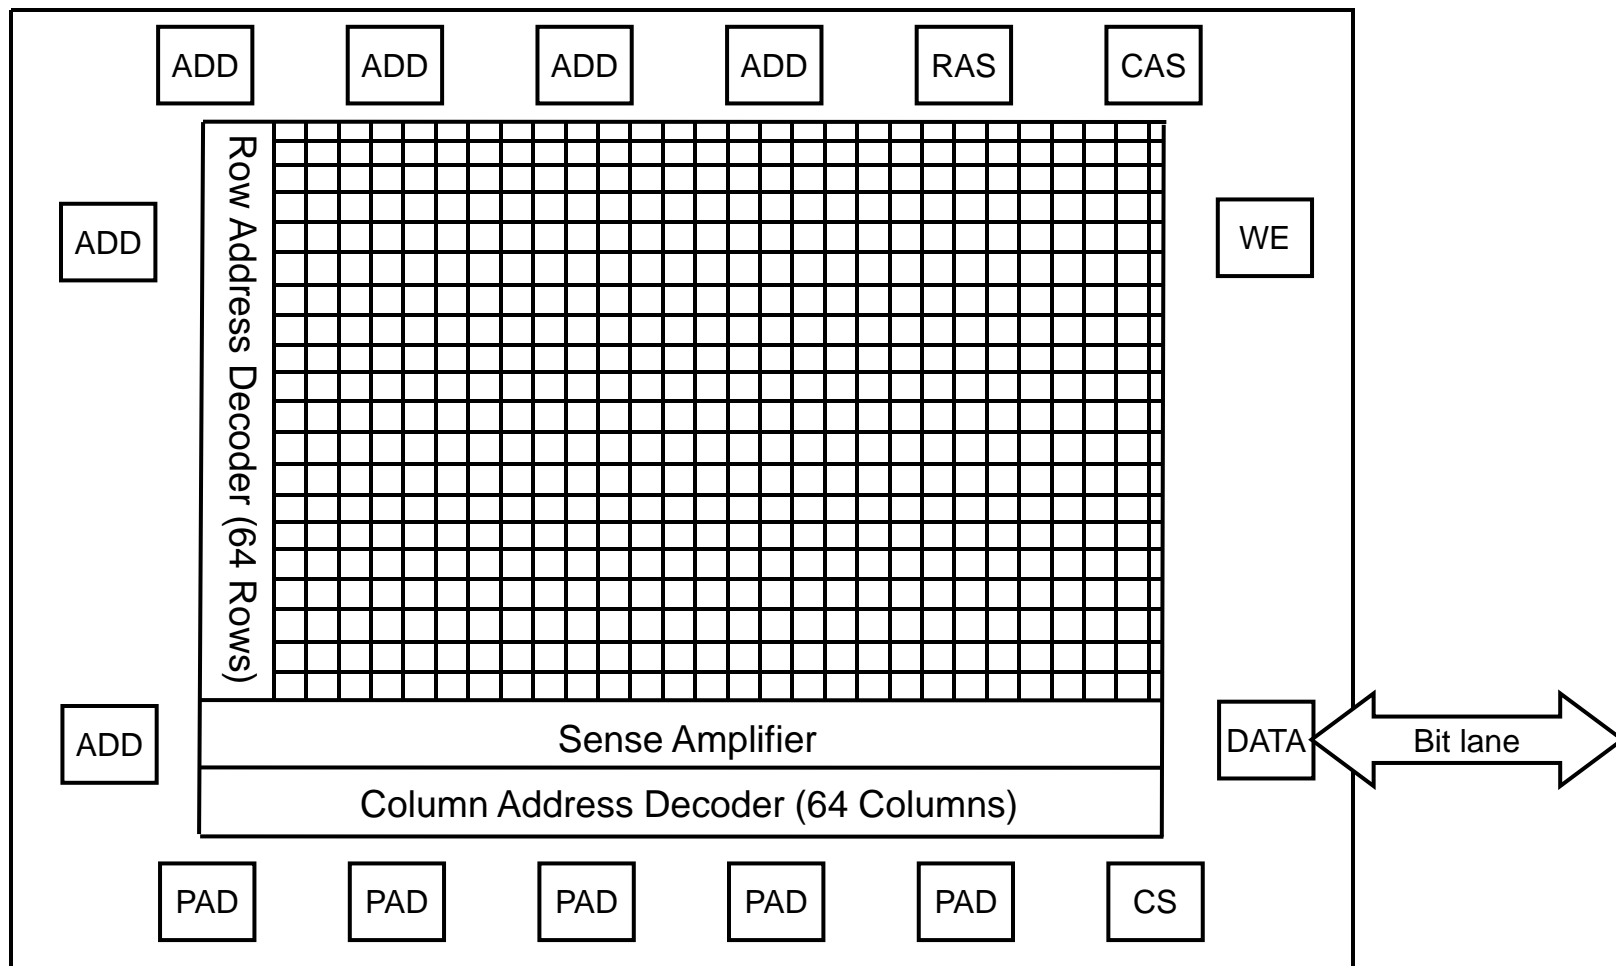 ADD ADD ADD ADD RAS CAS
Row Address Decoder (64 Rows)
ADD
WE
ADD
Sense Amplifier
DATA
Bit lane
Column Address Decoder (64 Columns)
PAD PAD PAD PAD PAD CS